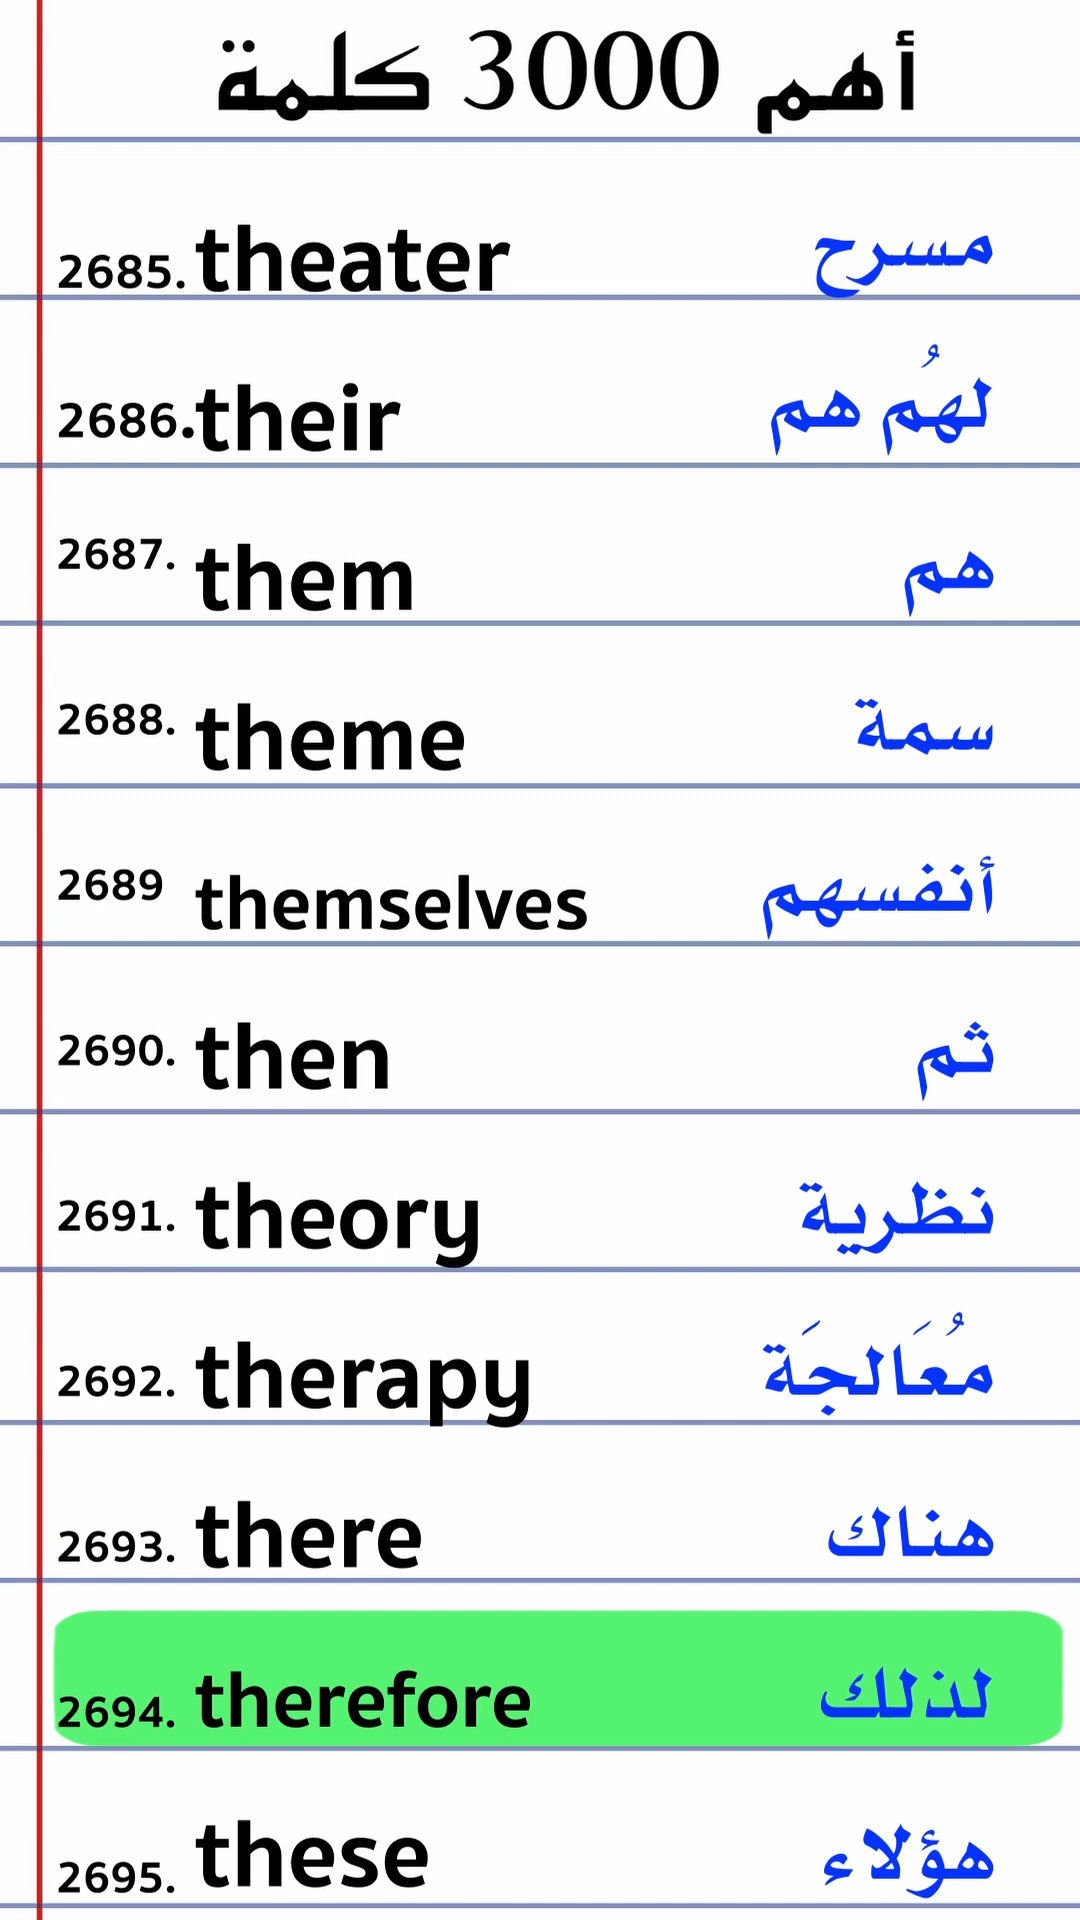 أهم 3000 كلمة
2685. theater مسرح
2686. their لهُم هم
2687. them هم
2688. theme سمة
2689 themselves أنفسهم
2690. then ثم
2691. theory نظرية
2692. therapy مُعَالجَة
2693. there هناك
2694. therefore لذلك
2695. these هؤلاء